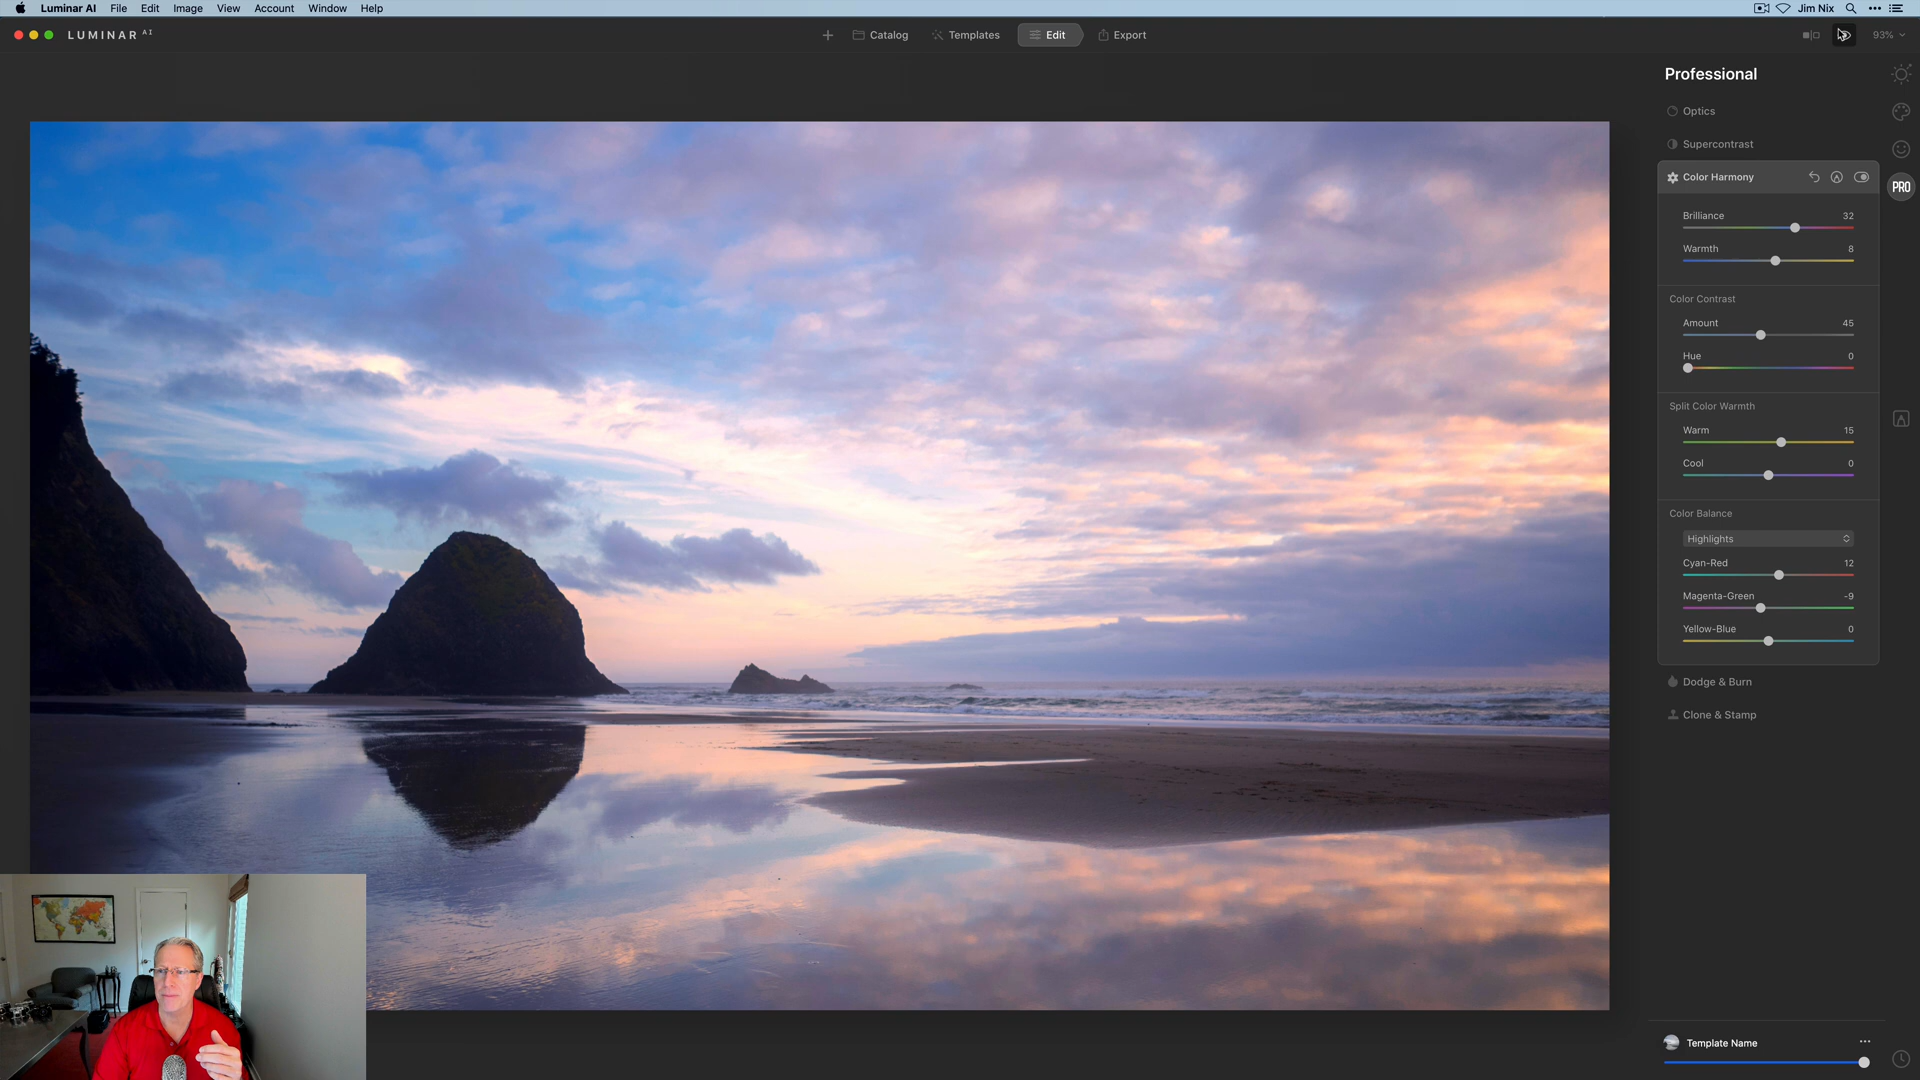 Luminar AI File Edit Image View Account Window Help Jim Nix
LUMINAR AI Catalog Templates Edit Export 93%
Professional
Optics
Supercontrast
PRO
Color Harmony
Brilliance 32
Warmth 8
Color Contrast
Amount 45
Hue 0
Split Color Warmth
Warm 15
Cool 0
Color Balance
Highlights
Cyan-Red 12
Magenta-Green -9
Yellow-Blue 0
Dodge & Burn
Clone & Stamp
Template Name